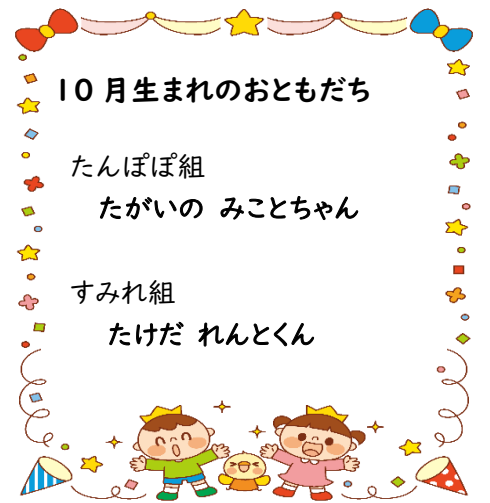 10月生まれのおともだち
たんぽぽ組
たがいの みことちゃん
すみれ組
たけだ れんとくん